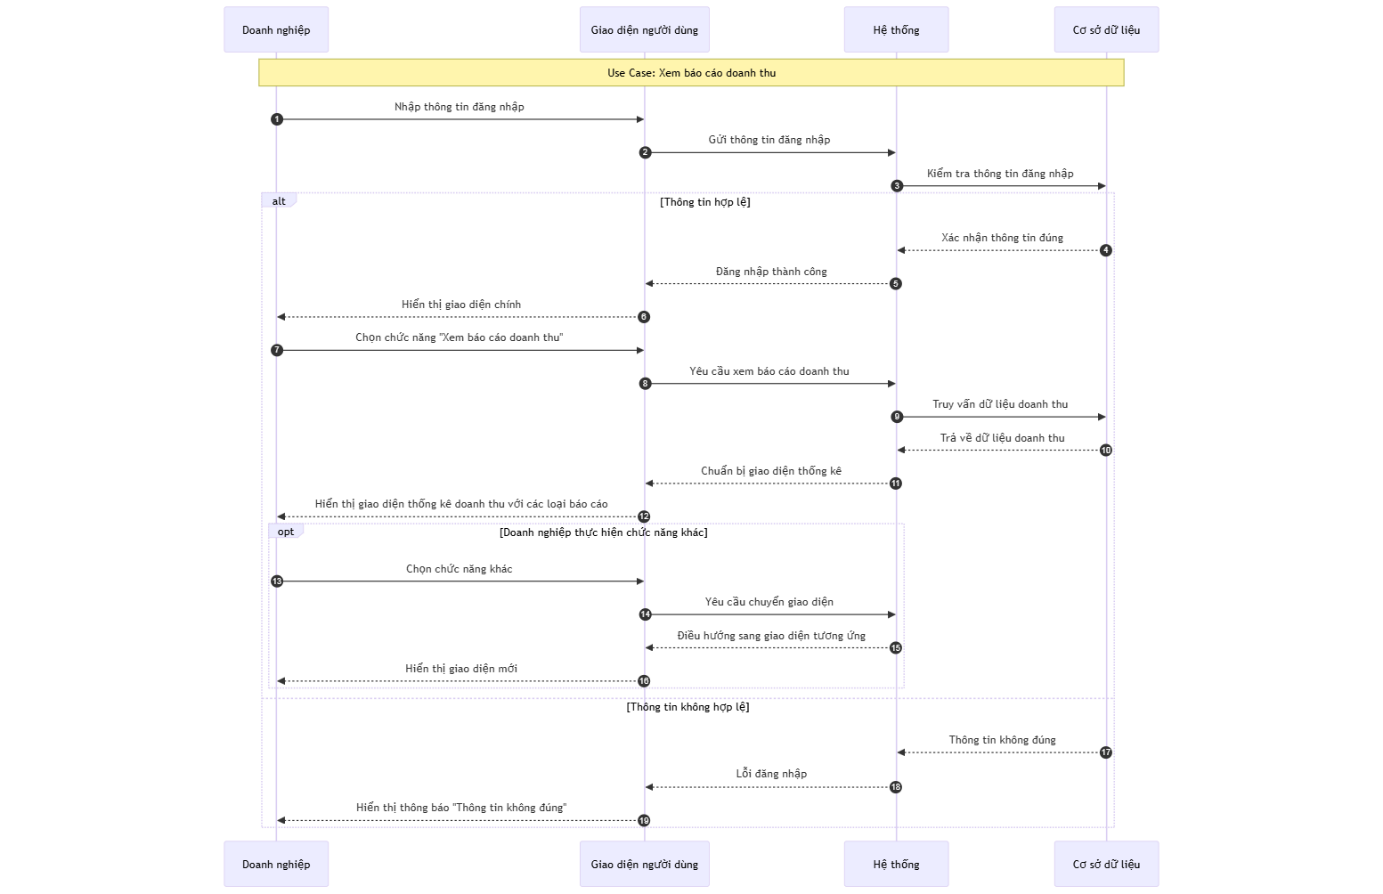 Doanh nghiệp
Giao diện người dùng
Hệ thống
Cơ sở dữ liệu
Use Case: Xem báo cáo doanh thu
Nhập thông tin đăng nhập
1
Gửi thông tin đăng nhập
2
Kiểm tra thông tin đăng nhập
3
alt
[Thông tin hợp lệ]
Xác nhận thông tin đúng
4
Đăng nhập thành công
5
Hiển thị giao diện chính
6
Chọn chức năng "Xem báo cáo doanh thu"
7
Yêu cầu xem báo cáo doanh thu
8
Truy vấn dữ liệu doanh thu
9
Trả về dữ liệu doanh thu
10
Chuẩn bị giao diện thống kê
11
Hiển thị giao diện thống kê doanh thu với các loại báo cáo
12
opt
[Doanh nghiệp thực hiện chức năng khác]
Chọn chức năng khác
13
Yêu cầu chuyển giao diện
14
Điều hướng sang giao diện tương ứng
15
Hiển thị giao diện mới
16
[Thông tin không hợp lệ]
Thông tin không đúng
17
Lỗi đăng nhập
18
Hiển thị thông báo "Thông tin không đúng"
19
Doanh nghiệp
Giao diện người dùng
Hệ thống
Cơ sở dữ liệu